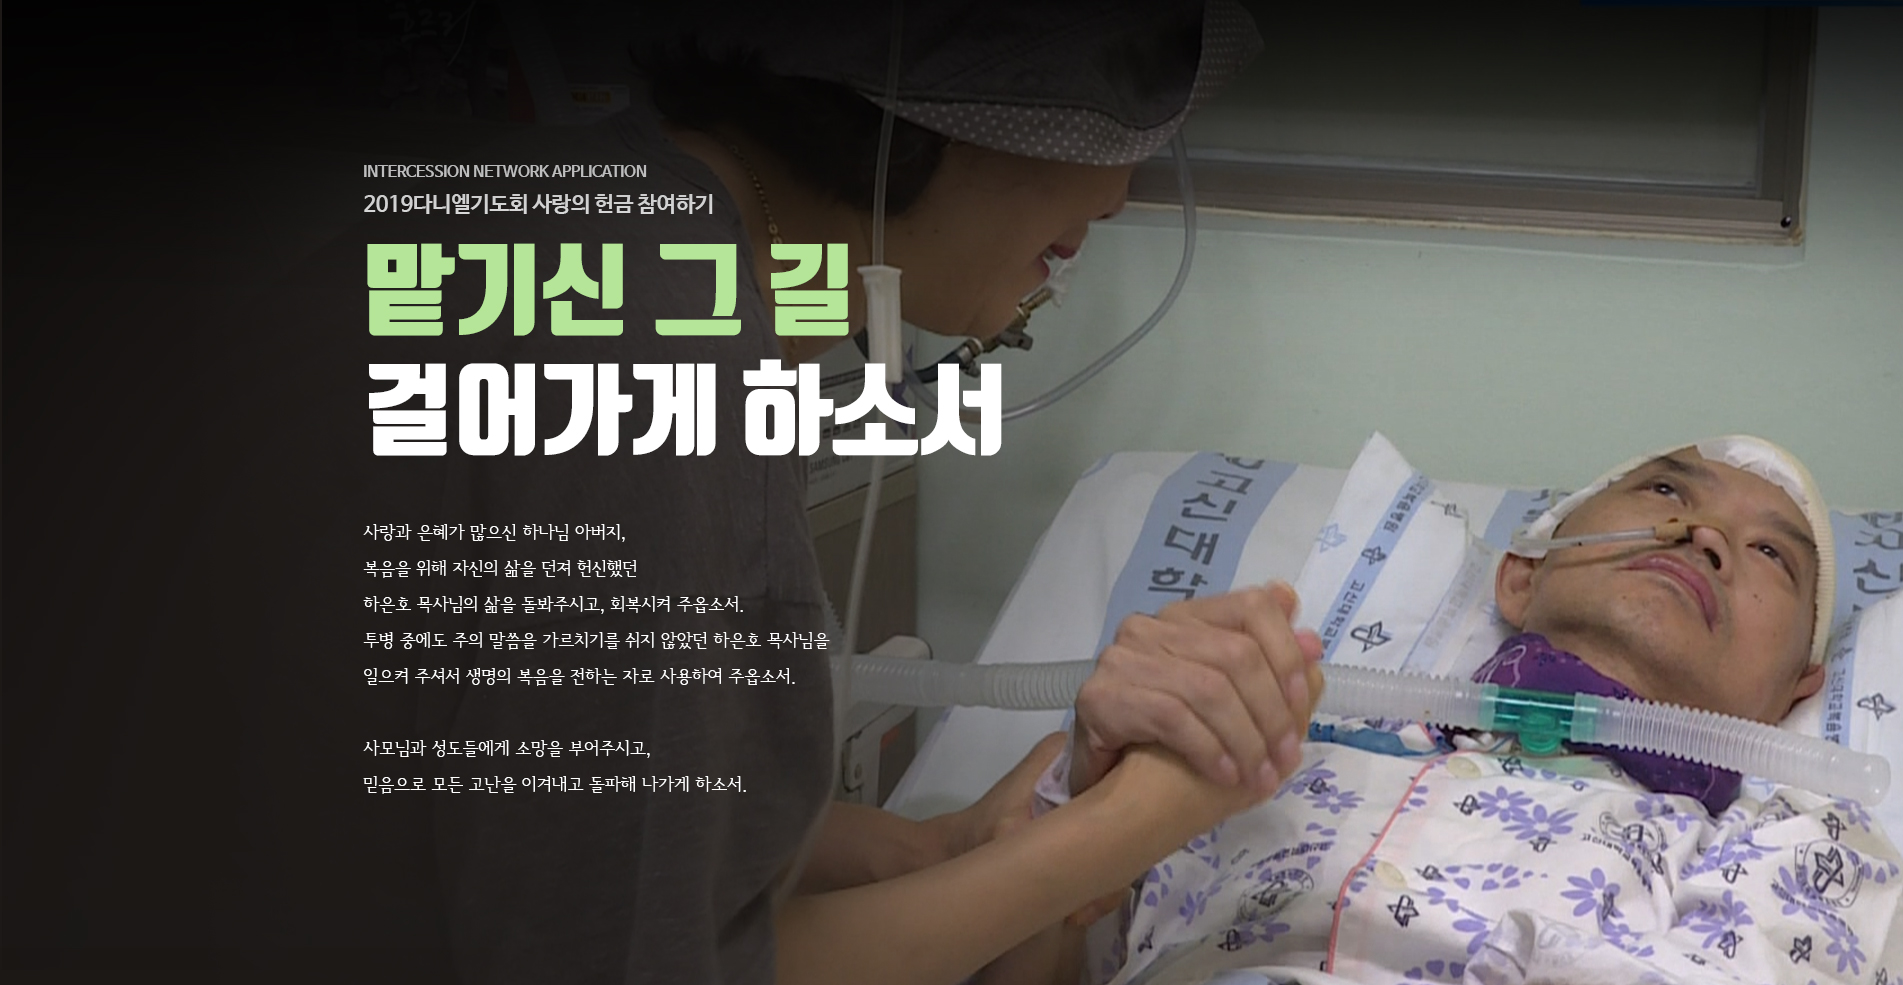 INTERCESSION NETWORK APPLICATION
2019다니엘기도회 사랑의 헌금 참여하기
맡기신 그 길
걸어가게 하소서
사랑과 은혜가 많으신 하나님 아버지,
복음을 위해 자신의 삶을 던져 헌신했던
하은호 목사님의 삶을 돌봐주시고, 회복시켜 주옵소서.
투병 중에도 주의 말씀을 가르치기를 쉬지 않았던 하은호 목사님을
일으켜 주셔서 생명의 복음을 전하는 자로 사용하여 주옵소서.
사모님과 성도들에게 소망을 부어주시고,
믿음으로 모든 고난을 이겨내고 돌파해 나가게 하소서.
고신대학